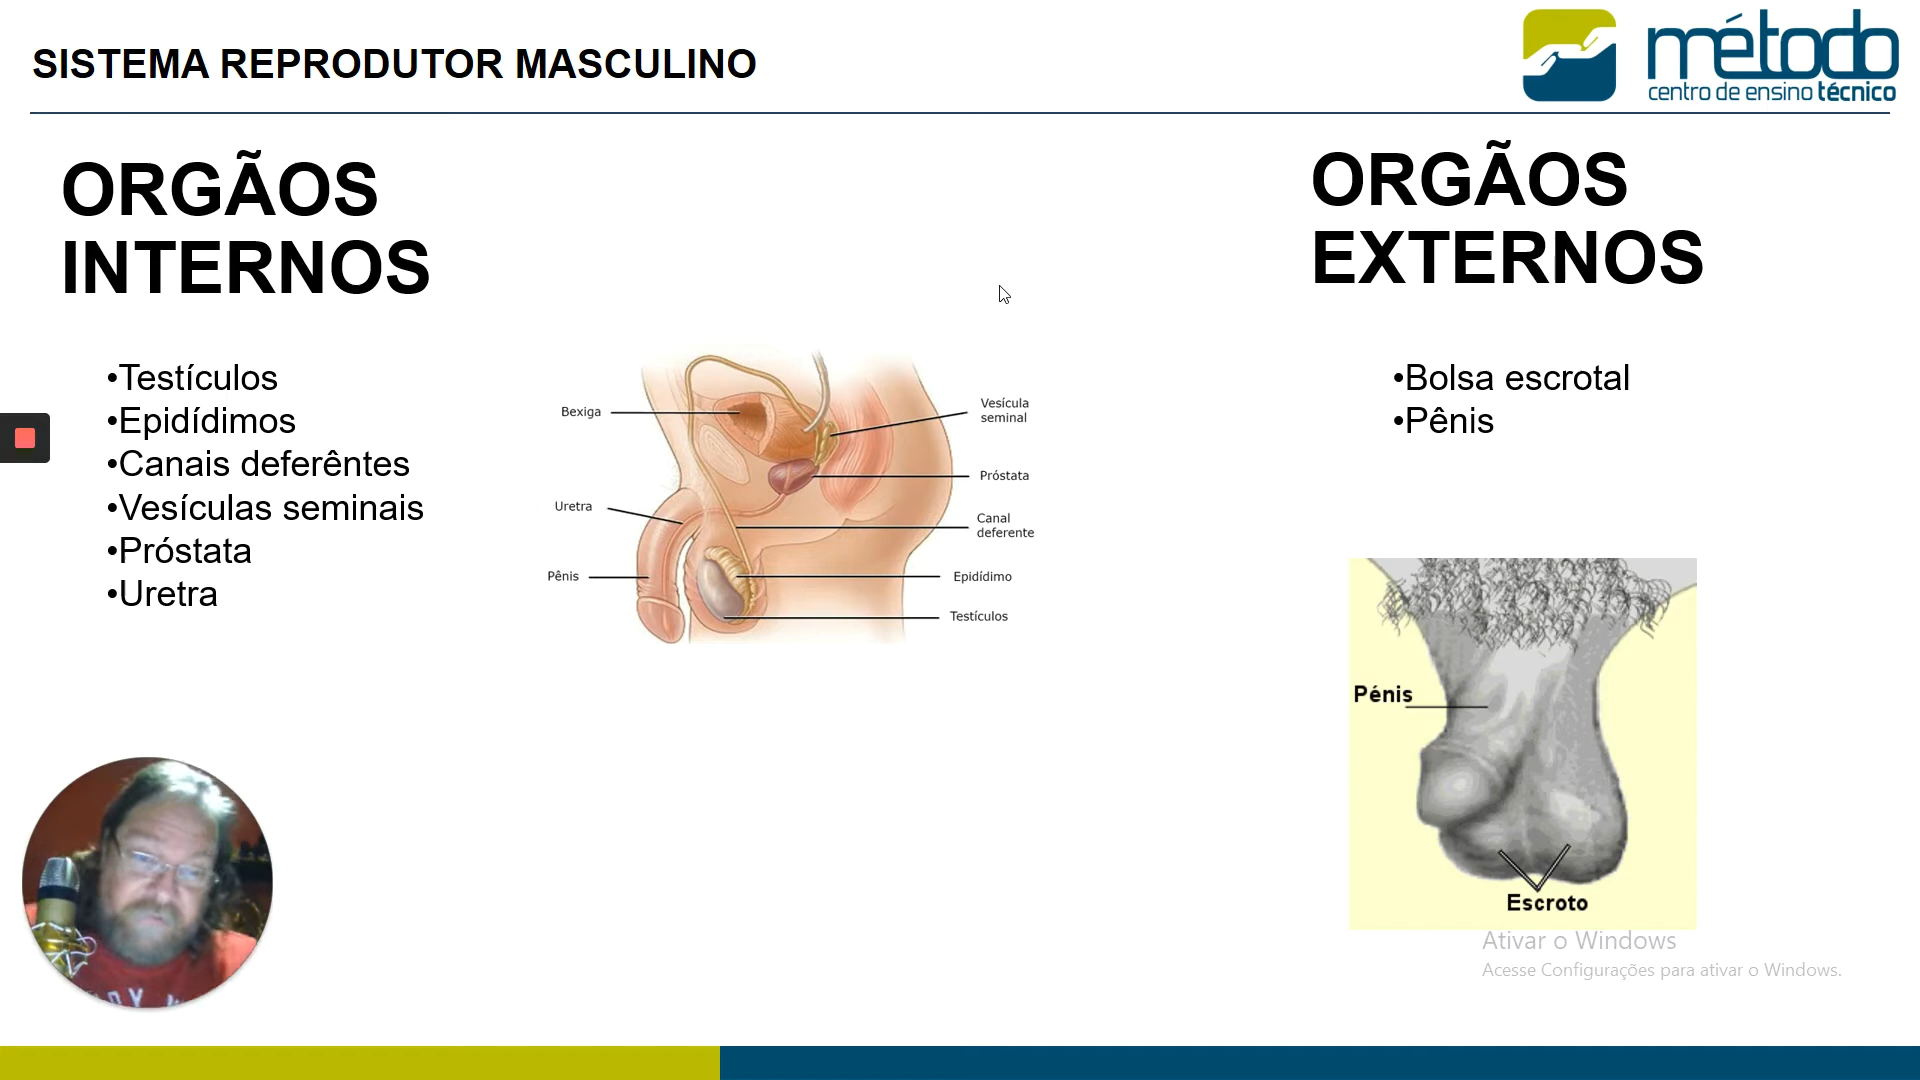 SISTEMA REPRODUTOR MASCULINO
método
centro de ensino técnico
ORGÃOS
INTERNOS
•Testículos
•Epidídimos
•Canais deferêntes
•Vesículas seminais
•Próstata
•Uretra
Bexiga
Uretra
Pênis
Vesícula
seminal
Próstata
Canal
deferente
Epidídimo
Testículos
ORGÃOS
EXTERNOS
•Bolsa escrotal
•Pênis
Pénis
Escroto
Ativar o Windows
Acesse Configurações para ativar o Windows.